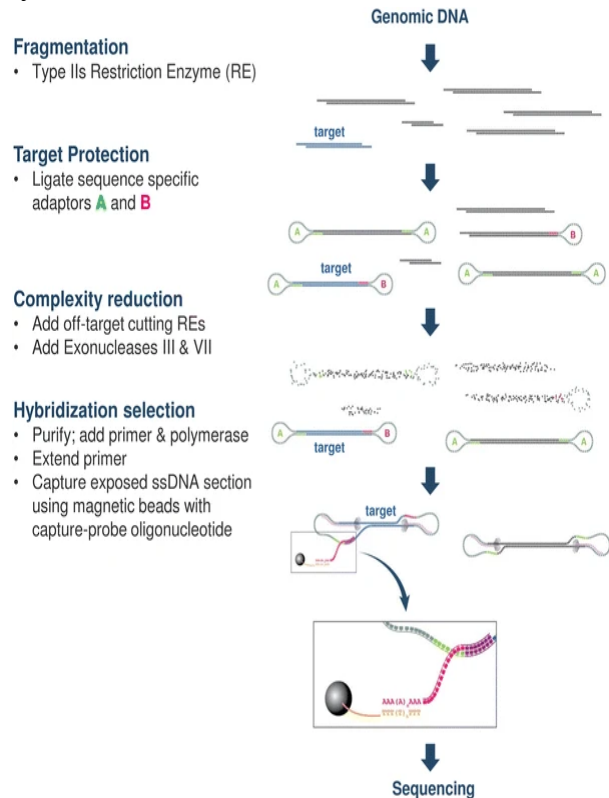 Genomic DNA
Fragmentation
• Type IIs Restriction Enzyme (RE)
target
Target Protection
• Ligate sequence specific
adaptors A and B
A
A
B
target
A
B
A
A
Complexity reduction
• Add off-target cutting REs
• Add Exonucleases III & VII
Hybridization selection
• Purify; add primer & polymerase
• Extend primer
• Capture exposed ssDNA section
using magnetic beads with
capture-probe oligonucleotide
A
B
target
A
A
target
AAA (A)n AAA
TTT (T)n TTT
Sequencing